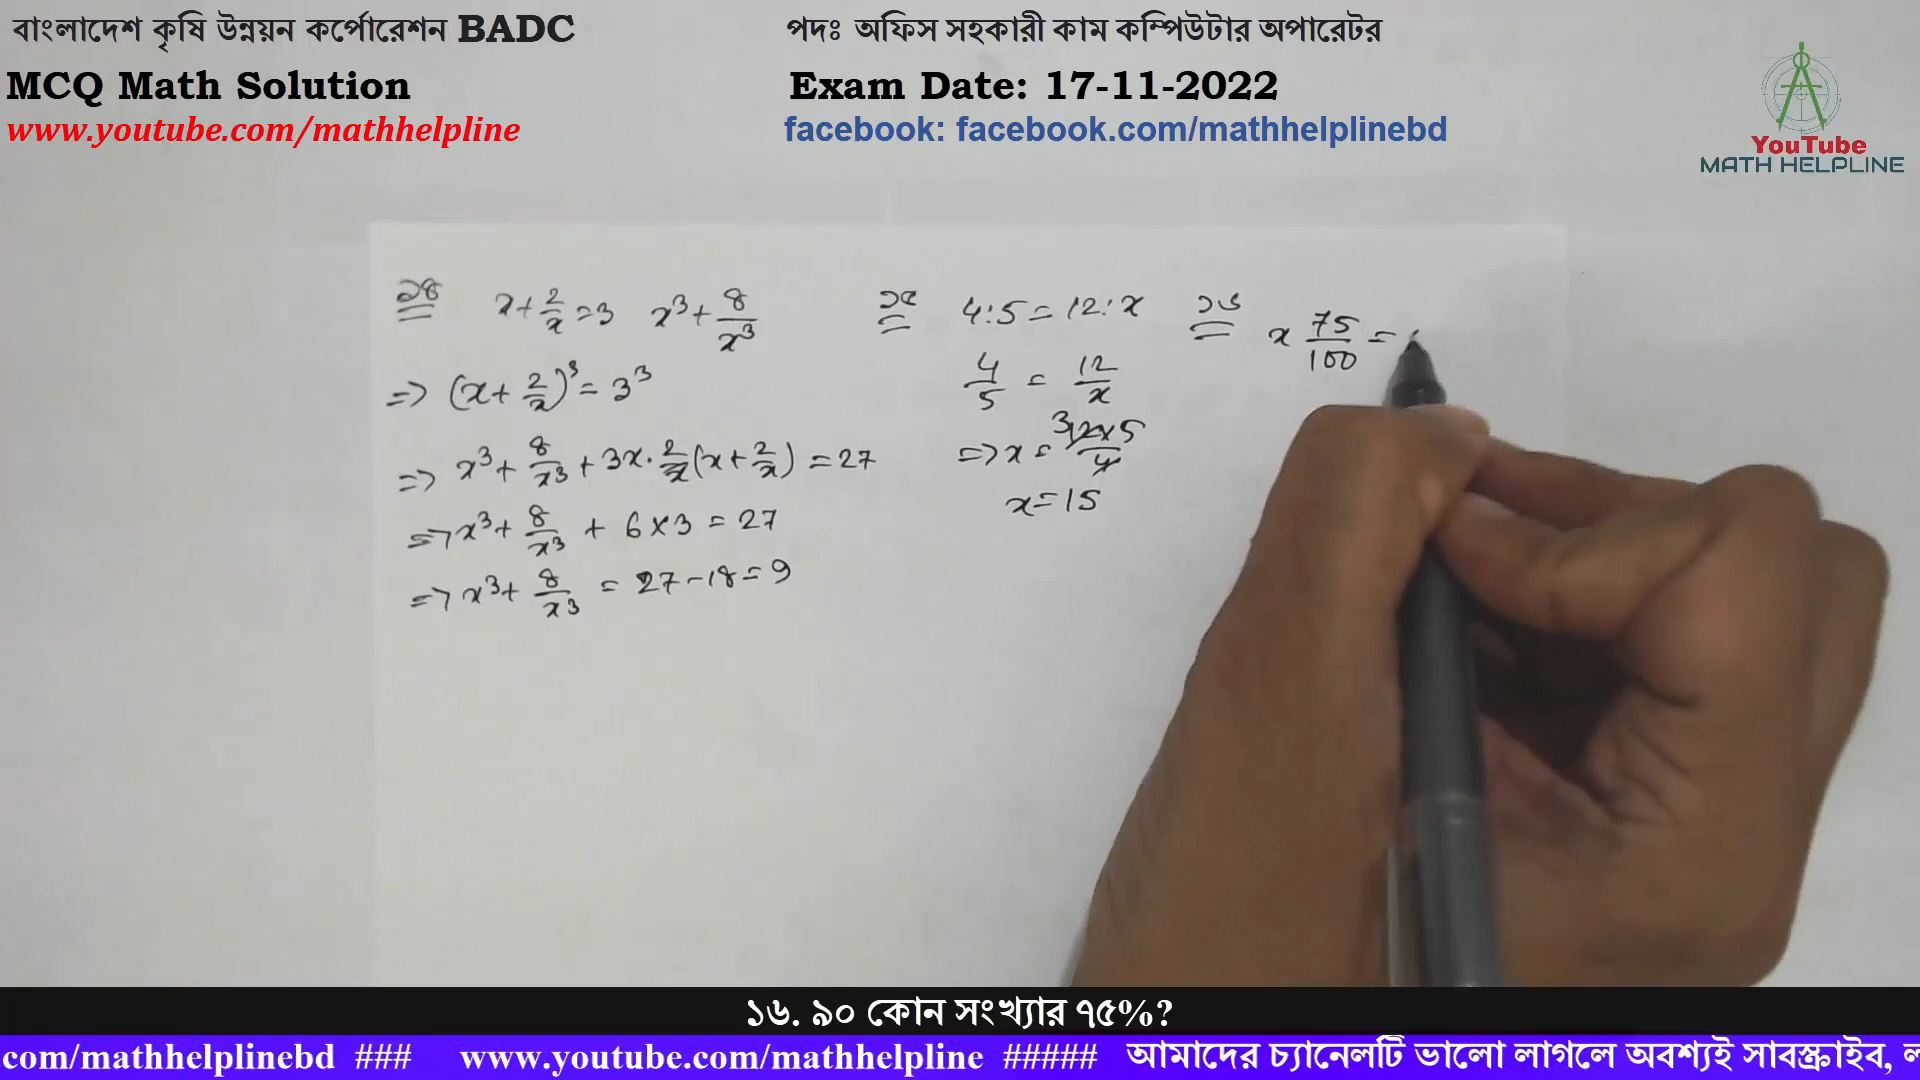 বাংলাদেশ কৃষি উন্নয়ন কর্পোরেশন BADC
পদঃ অফিস সহকারী কাম কম্পিউটার অপারেটর
MCQ Math Solution
Exam Date: 17-11-2022
www.youtube.com/mathhelpline
facebook: facebook.com/mathhelplinebd
YouTube
MATH HELPLINE
১৪ x + 2/x = 3 x³ + 8/x³
=> (x + 2/x)³ = 3³
=> x³ + 8/x³ + 3x · 2/x (x + 2/x) = 27
=> x³ + 8/x³ + 6 × 3 = 27
=> x³ + 8/x³ = 27 - 18 = 9
১৫ 4:5 = 12:x
4/5 = 12/x
=> x = 3 12×5/4
x = 15
১৬ x 75/100 =
১৬. ৯০ কোন সংখ্যার ৭৫%?
com/mathhelplinebd ### www.youtube.com/mathhelpline ##### আমাদের চ্যানেলটি ভালো লাগলে অবশ্যই সাবস্ক্রাইব,